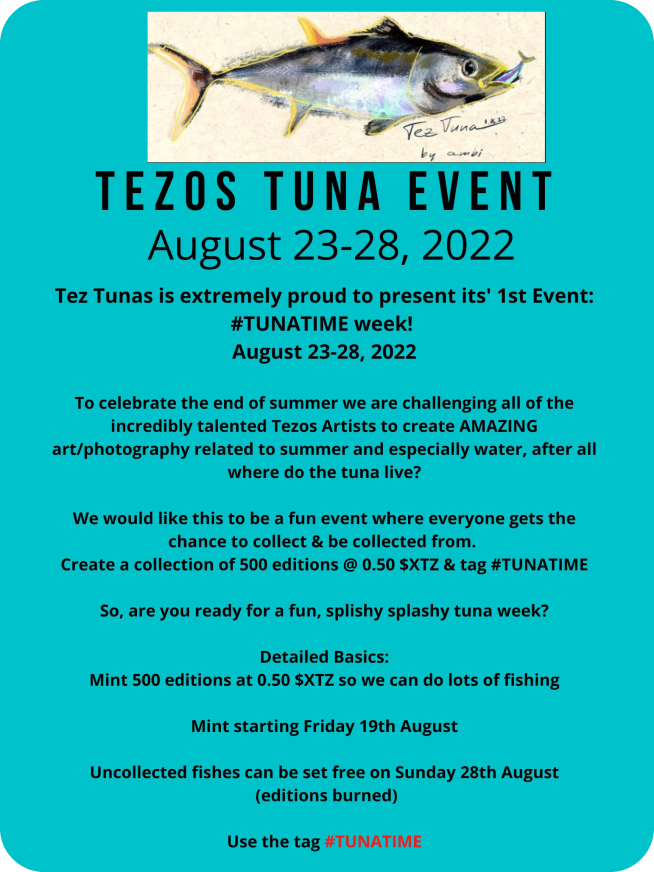 Tez Tuna
by ambi
TEZOS TUNA EVENT
August 23-28, 2022
Tez Tunas is extremely proud to present its' 1st Event:
#TUNATIME week!
August 23-28, 2022
To celebrate the end of summer we are challenging all of the
incredibly talented Tezos Artists to create AMAZING
art/photography related to summer and especially water, after all
where do the tuna live?
We would like this to be a fun event where everyone gets the
chance to collect & be collected from.
Create a collection of 500 editions @ 0.50 $XTZ & tag #TUNATIME
So, are you ready for a fun, splishy splashy tuna week?
Detailed Basics:
Mint 500 editions at 0.50 $XTZ so we can do lots of fishing
Mint starting Friday 19th August
Uncollected fishes can be set free on Sunday 28th August
(editions burned)
Use the tag #TUNATIME